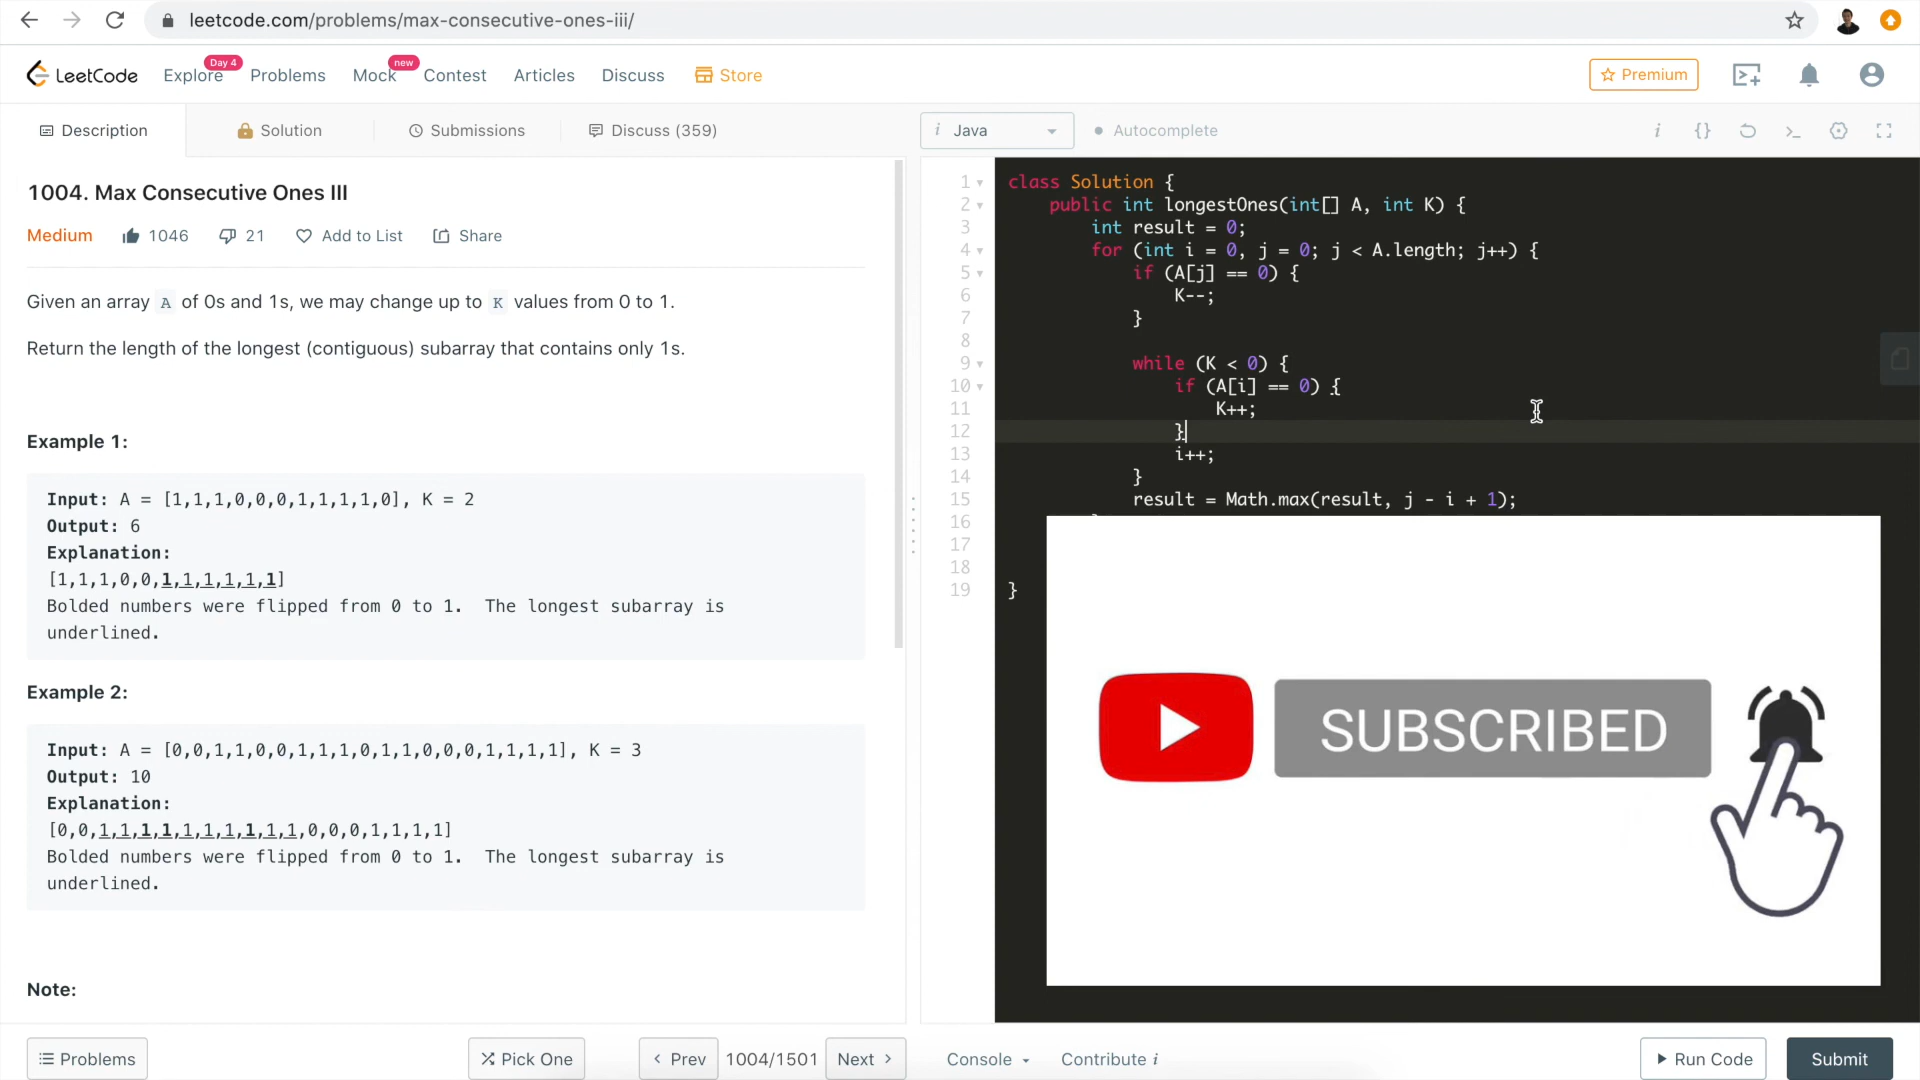 leetcode.com/problems/max-consecutive-ones-iii/
LeetCode Explore Day 4 Problems Mock new Contest Articles Discuss Store Premium
Description Solution Submissions Discuss (359)
i Java Autocomplete i {}
1004. Max Consecutive Ones III
Medium 1046 21 Add to List Share
Given an array A of 0s and 1s, we may change up to K values from 0 to 1.
Return the length of the longest (contiguous) subarray that contains only 1s.
Example 1:
Input: A = [1,1,1,0,0,0,1,1,1,1,0], K = 2
Output: 6
Explanation:
[1,1,1,0,0,1,1,1,1,1,1]
Bolded numbers were flipped from 0 to 1.  The longest subarray is
underlined.
Example 2:
Input: A = [0,0,1,1,0,0,1,1,1,0,1,1,0,0,0,1,1,1,1], K = 3
Output: 10
Explanation:
[0,0,1,1,1,1,1,1,1,1,1,1,0,0,0,1,1,1,1]
Bolded numbers were flipped from 0 to 1.  The longest subarray is
underlined.
Note:
1 class Solution {
2 public int longestOnes(int[] A, int K) {
3 int result = 0;
4 for (int i = 0, j = 0; j < A.length; j++) {
5 if (A[j] == 0) {
6 K--;
7 }
8
9 while (K < 0) {
10 if (A[i] == 0) {
11 K++;
12 }
13 i++;
14 }
15 result = Math.max(result, j - i + 1);
16
17
18
19 }
SUBSCRIBED
Problems Pick One < Prev 1004/1501 Next > Console Contribute i Run Code Submit